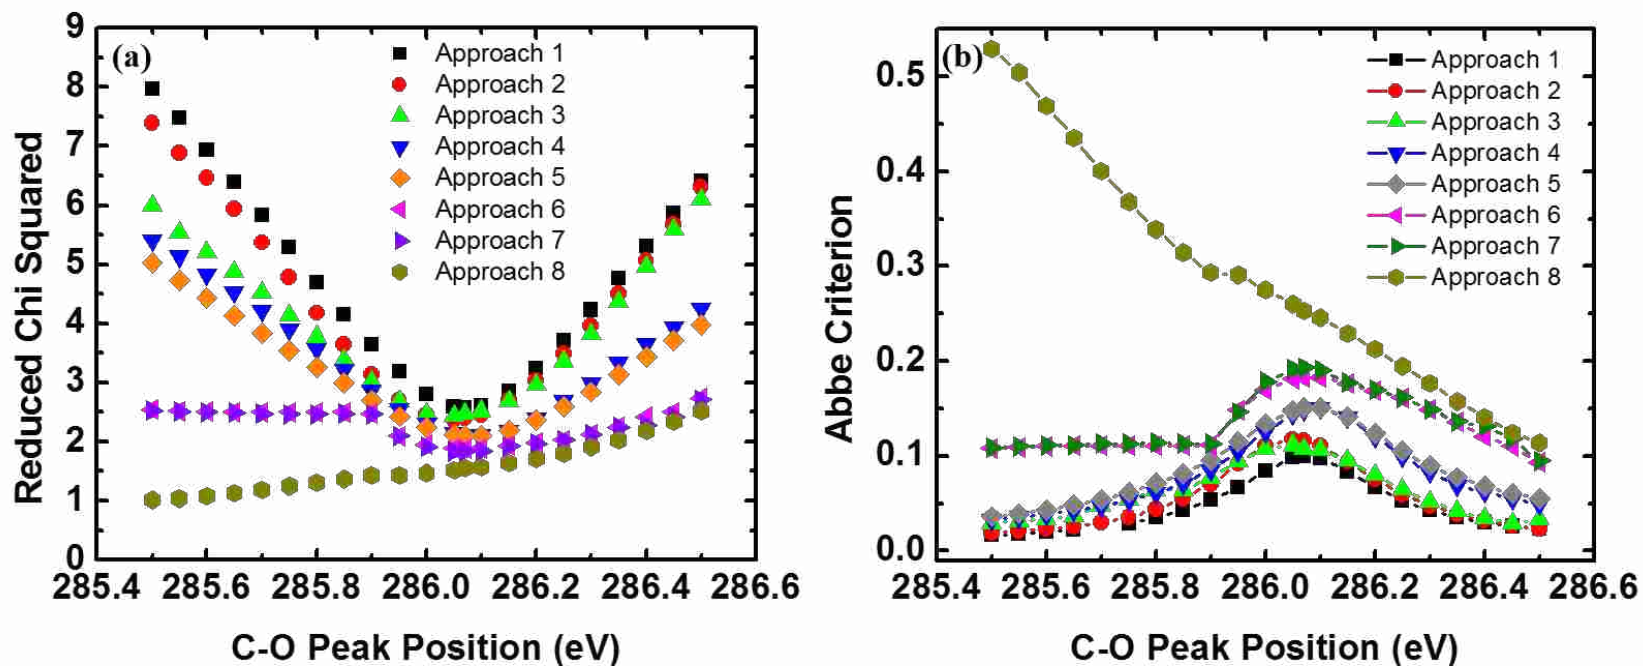 (a)
Reduced Chi Squared
9
8
7
6
5
4
3
2
1
0
Approach 1
Approach 2
Approach 3
Approach 4
Approach 5
Approach 6
Approach 7
Approach 8
285.4 285.6 285.8 286.0 286.2 286.4 286.6
C-O Peak Position (eV)
(b)
Abbe Criterion
0.5
0.4
0.3
0.2
0.1
0.0
Approach 1
Approach 2
Approach 3
Approach 4
Approach 5
Approach 6
Approach 7
Approach 8
285.4 285.6 285.8 286.0 286.2 286.4 286.6
C-O Peak Position (eV)